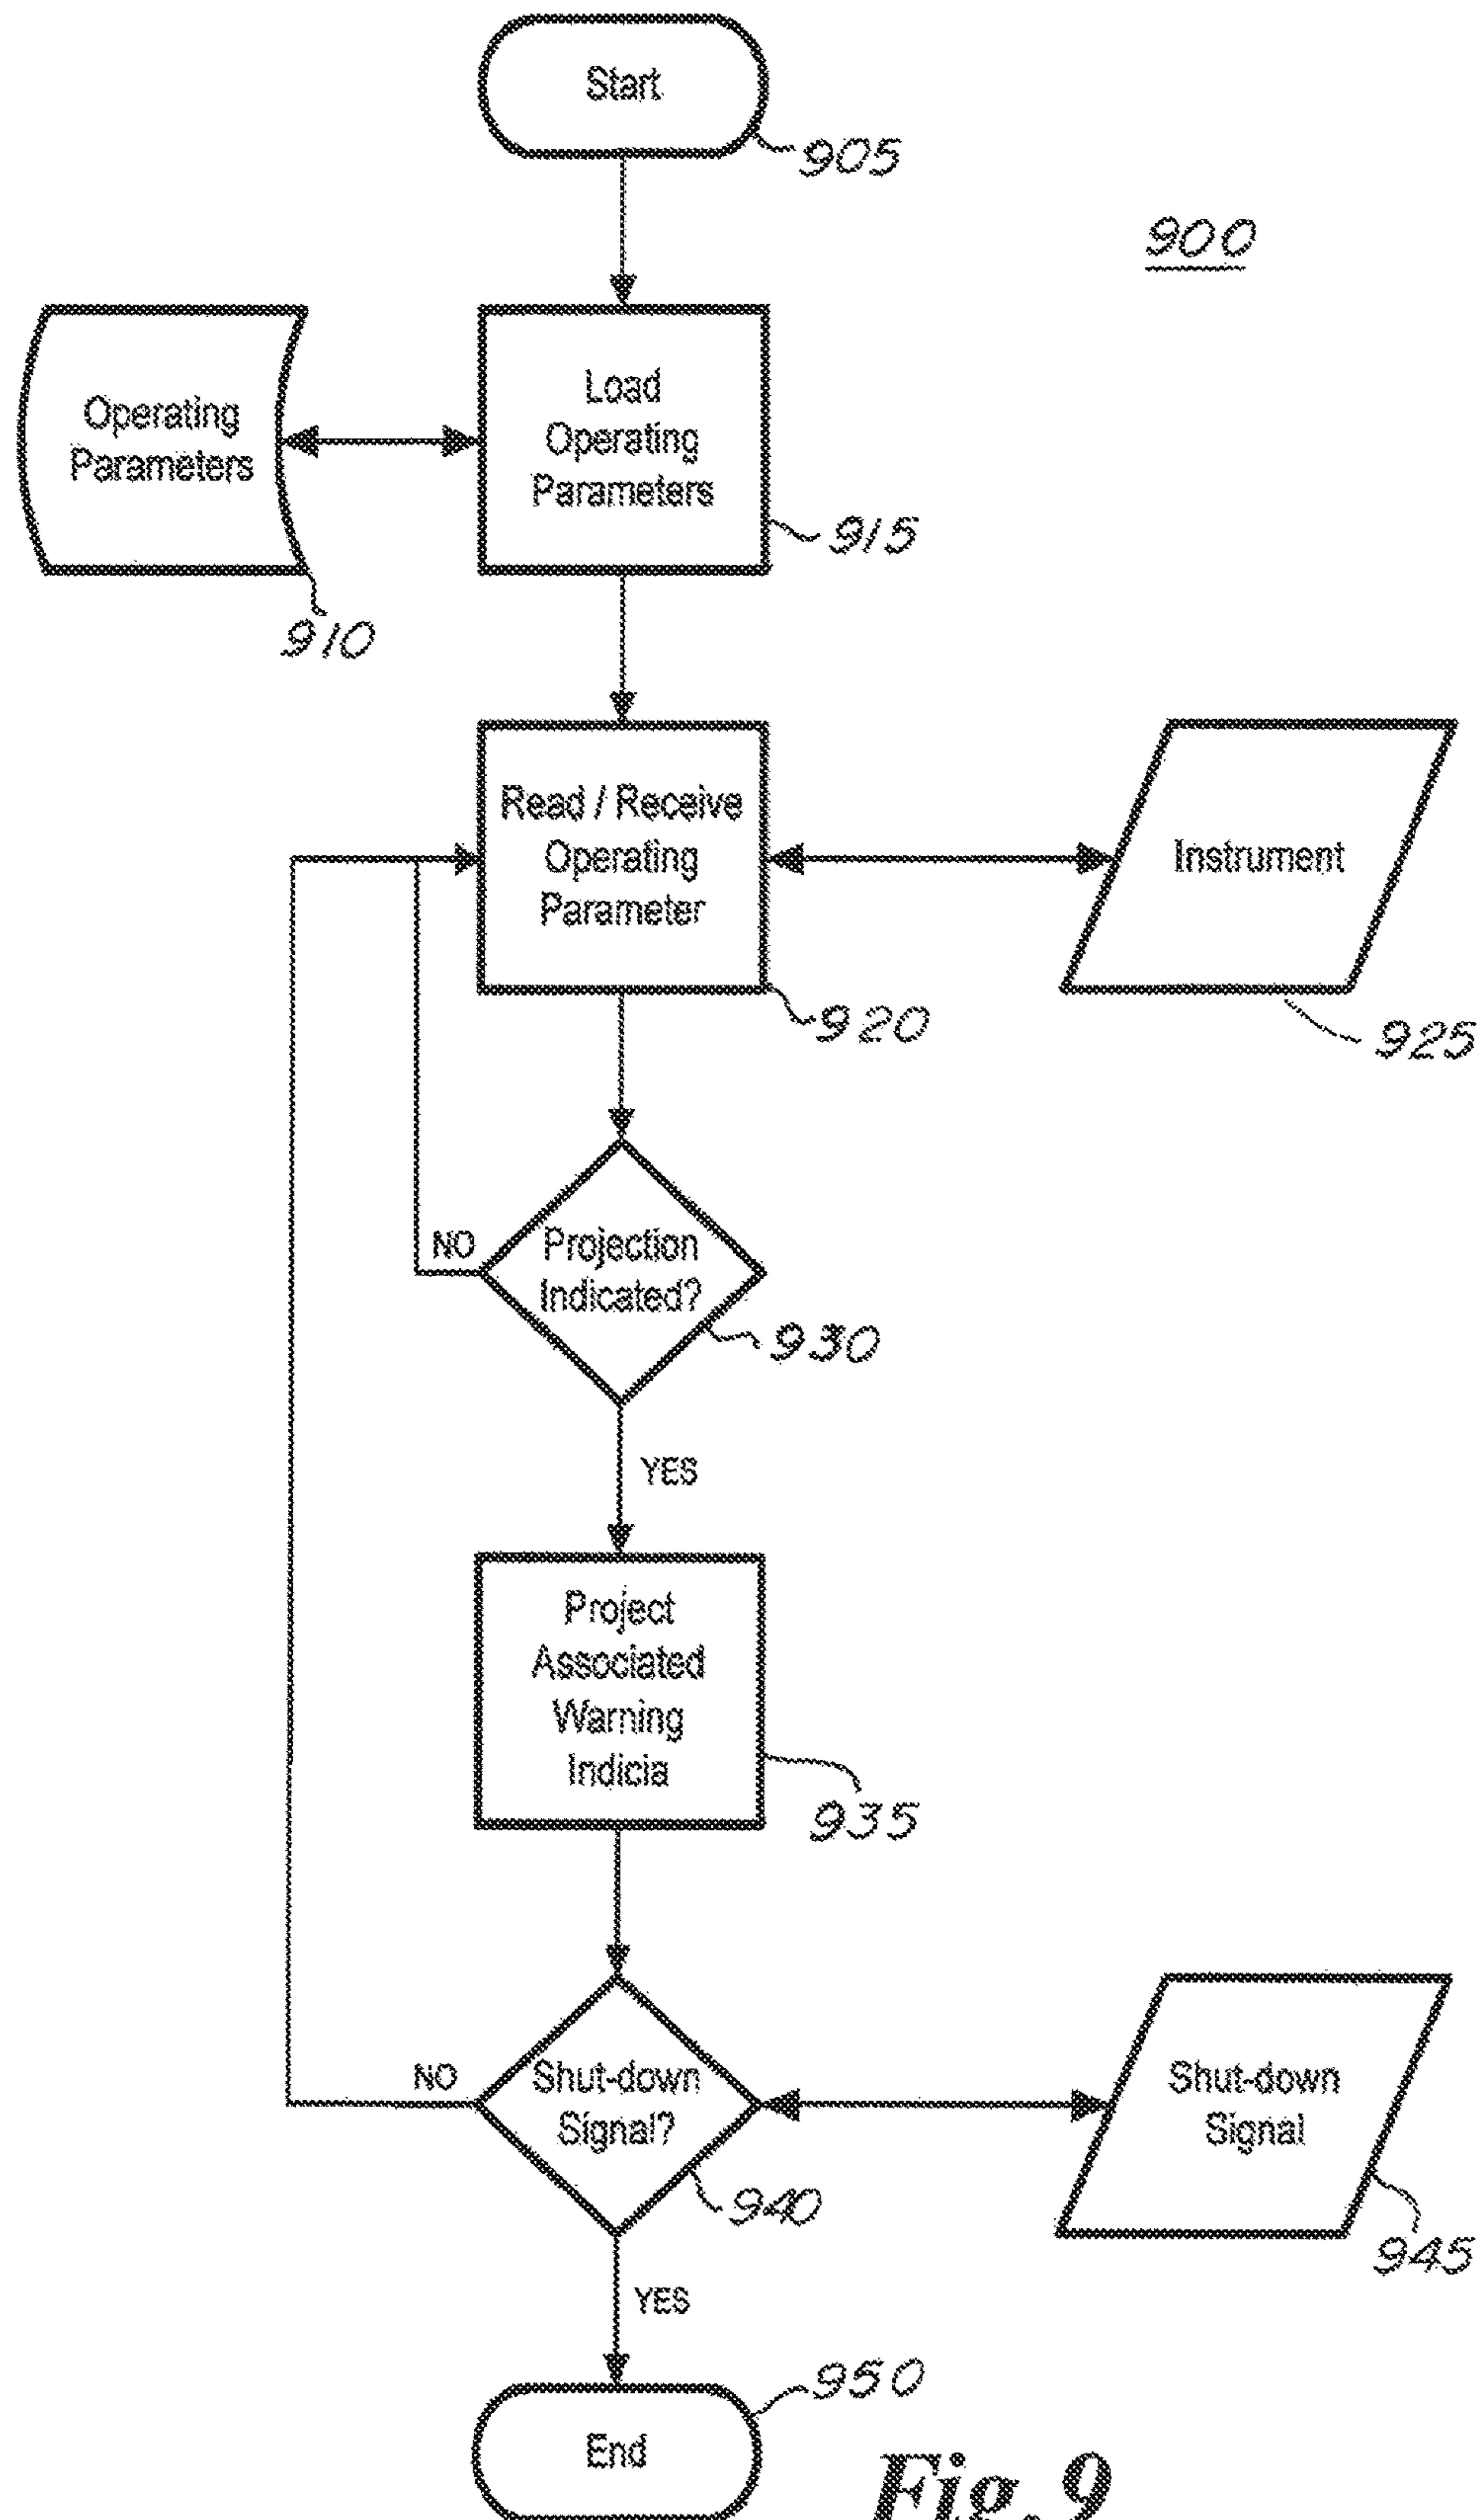 Start
905
900
Operating
Parameters
910
Load
Operating
Parameters
915
Read / Receive
Operating
Parameter
920
Instrument
925
NO
Projection
Indicated?
930
YES
Project
Associated
Warning
Indicia
935
NO
Shut-down
Signal?
940
Shut-down
Signal
945
YES
950
End
Fig. 9